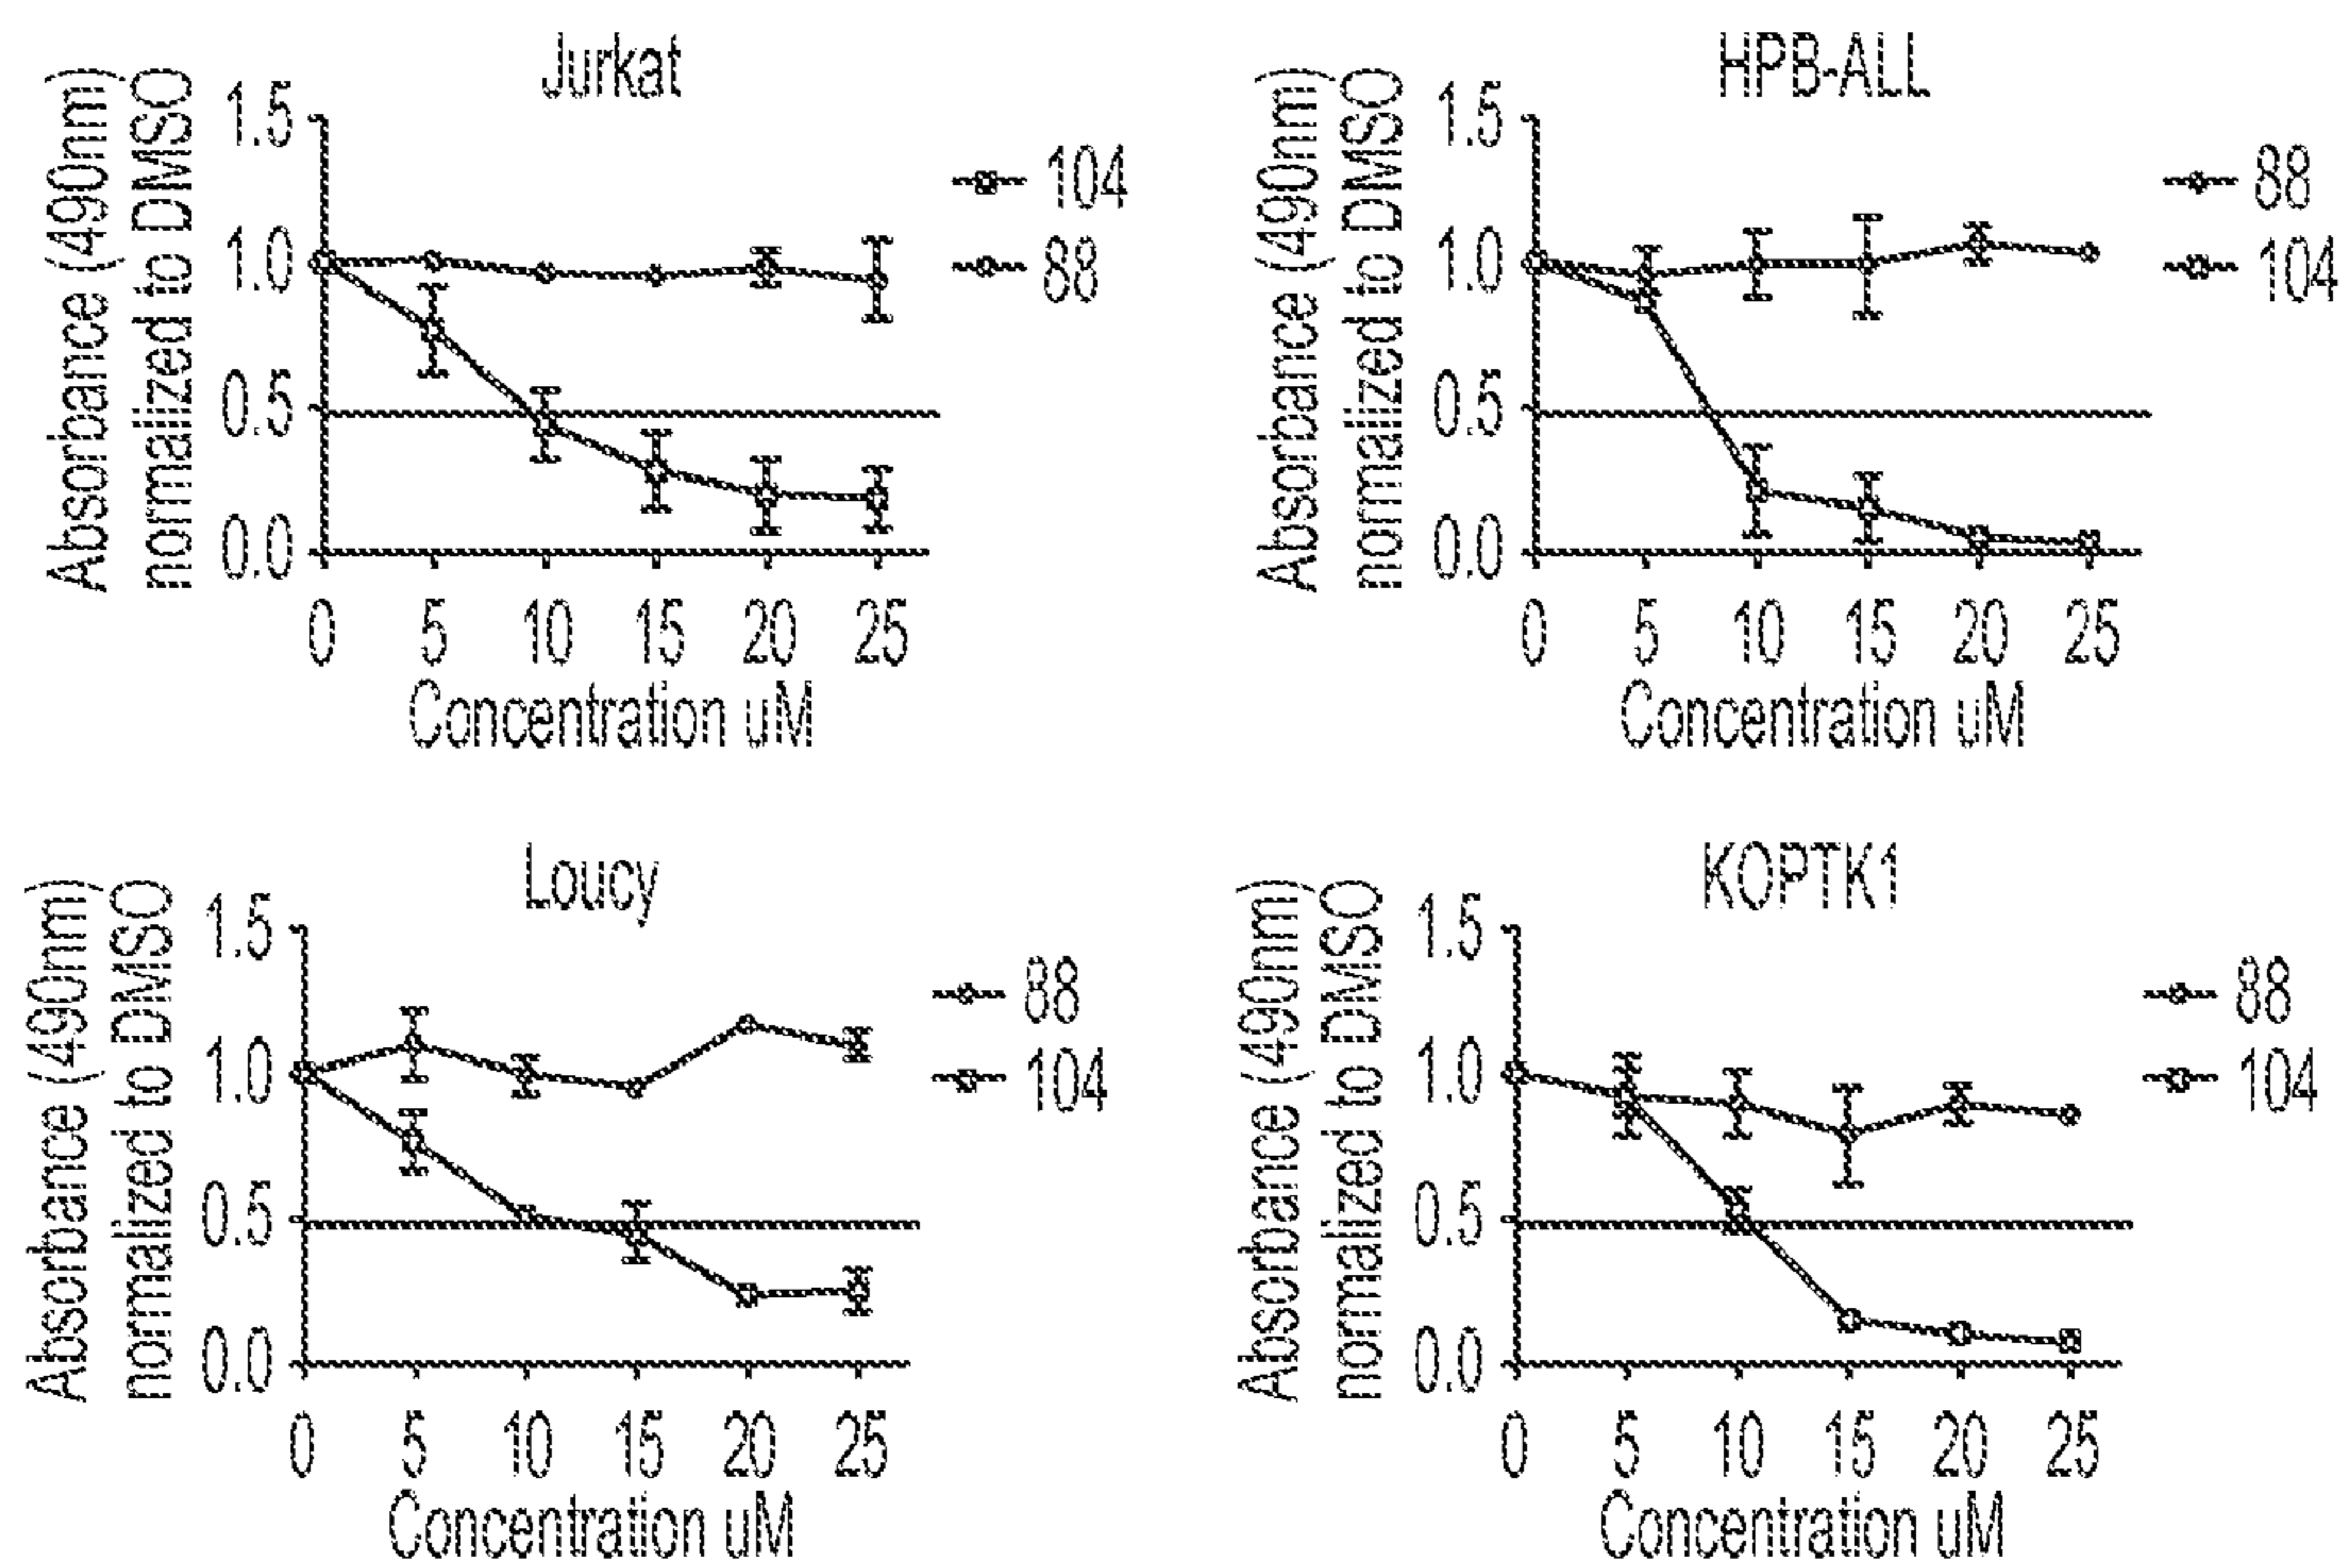 Jurkat
Absorbance (490nm)
normalized to DMSO
1.5
1.0
0.5
0.0
0 5 10 15 20 25
Concentration uM
104
88
HPB-ALL
Absorbance (490nm)
normalized to DMSO
1.5
1.0
0.5
0.0
0 5 10 15 20 25
Concentration uM
88
104
Loucy
Absorbance (490nm)
normalized to DMSO
1.5
1.0
0.5
0.0
0 5 10 15 20 25
Concentration uM
88
104
KOPTK1
Absorbance (490nm)
normalized to DMSO
1.5
1.0
0.5
0.0
0 5 10 15 20 25
Concentration uM
88
104